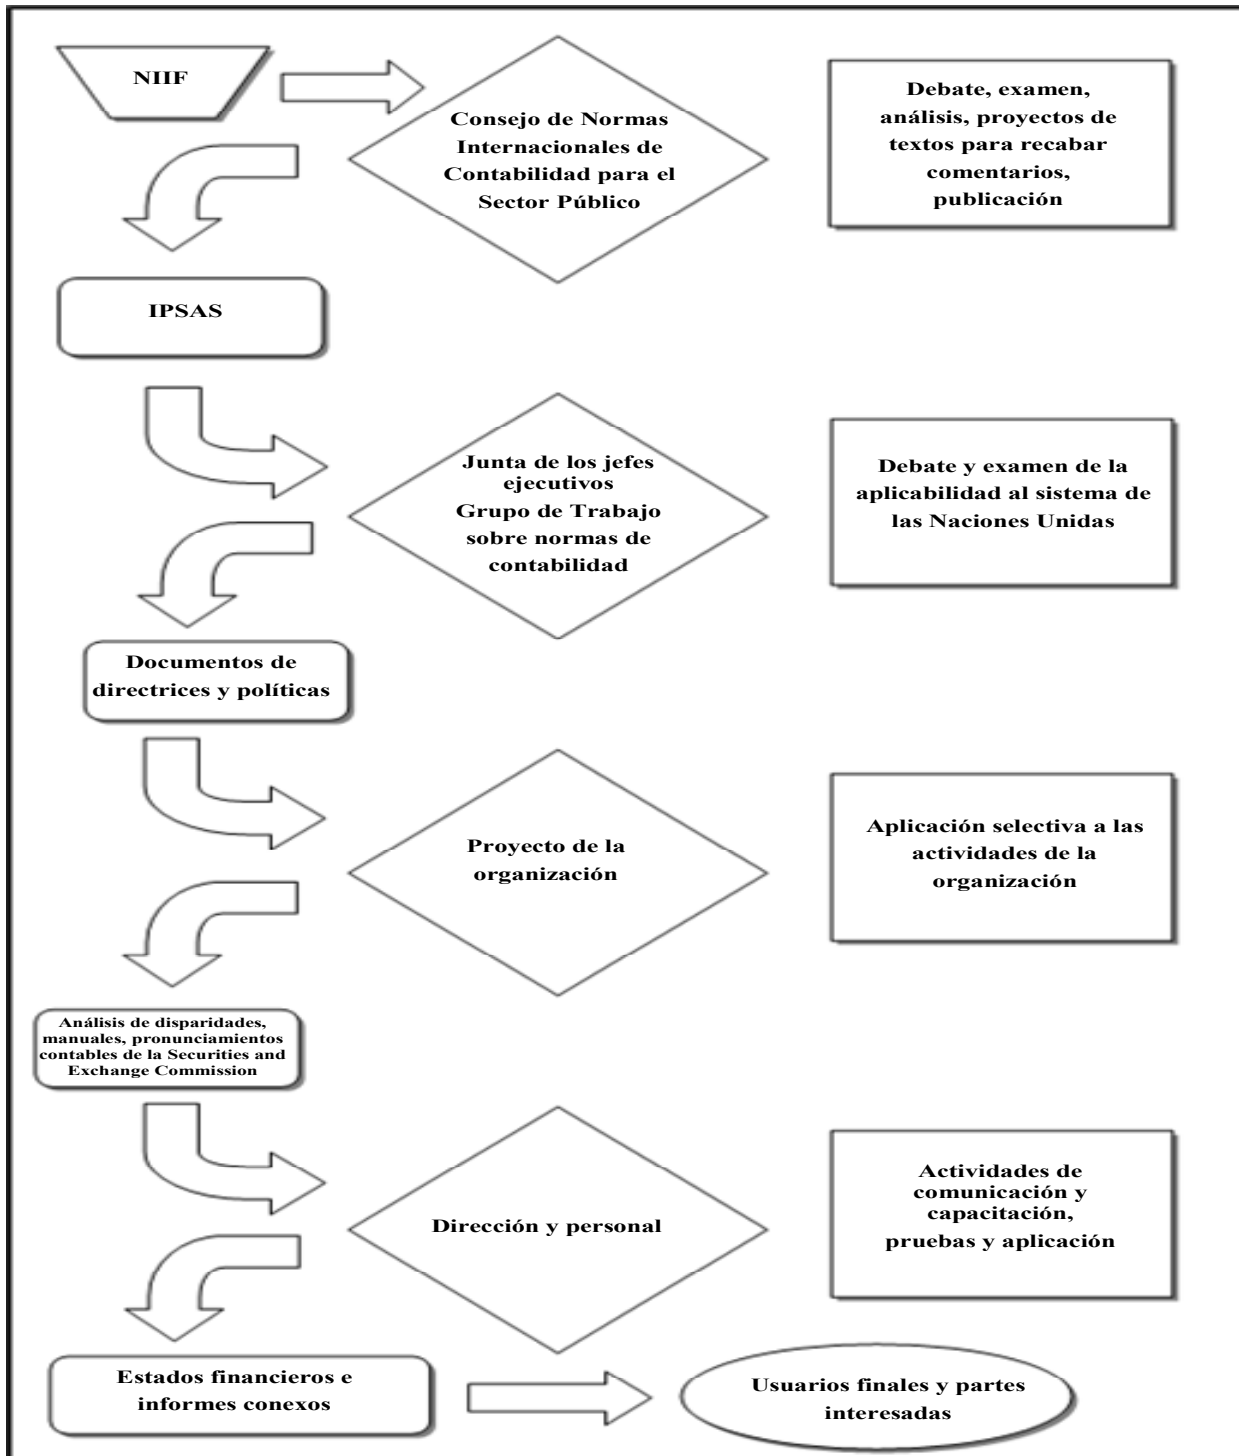 NIIF
Consejo de Normas
Internacionales de
Contabilidad para el
Sector Público
Debate, examen,
análisis, proyectos de
textos para recabar
comentarios,
publicación
IPSAS
Junta de los jefes
ejecutivos
Grupo de Trabajo
sobre normas de
contabilidad
Debate y examen de la
aplicabilidad al sistema de
las Naciones Unidas
Documentos de
directrices y políticas
Proyecto de la
organización
Aplicación selectiva a las
actividades de la
organización
Análisis de disparidades,
manuales, pronunciamientos
contables de la Securities and
Exchange Commission
Dirección y personal
Actividades de
comunicación y
capacitación,
pruebas y aplicación
Estados financieros e
informes conexos
Usuarios finales y partes
interesadas